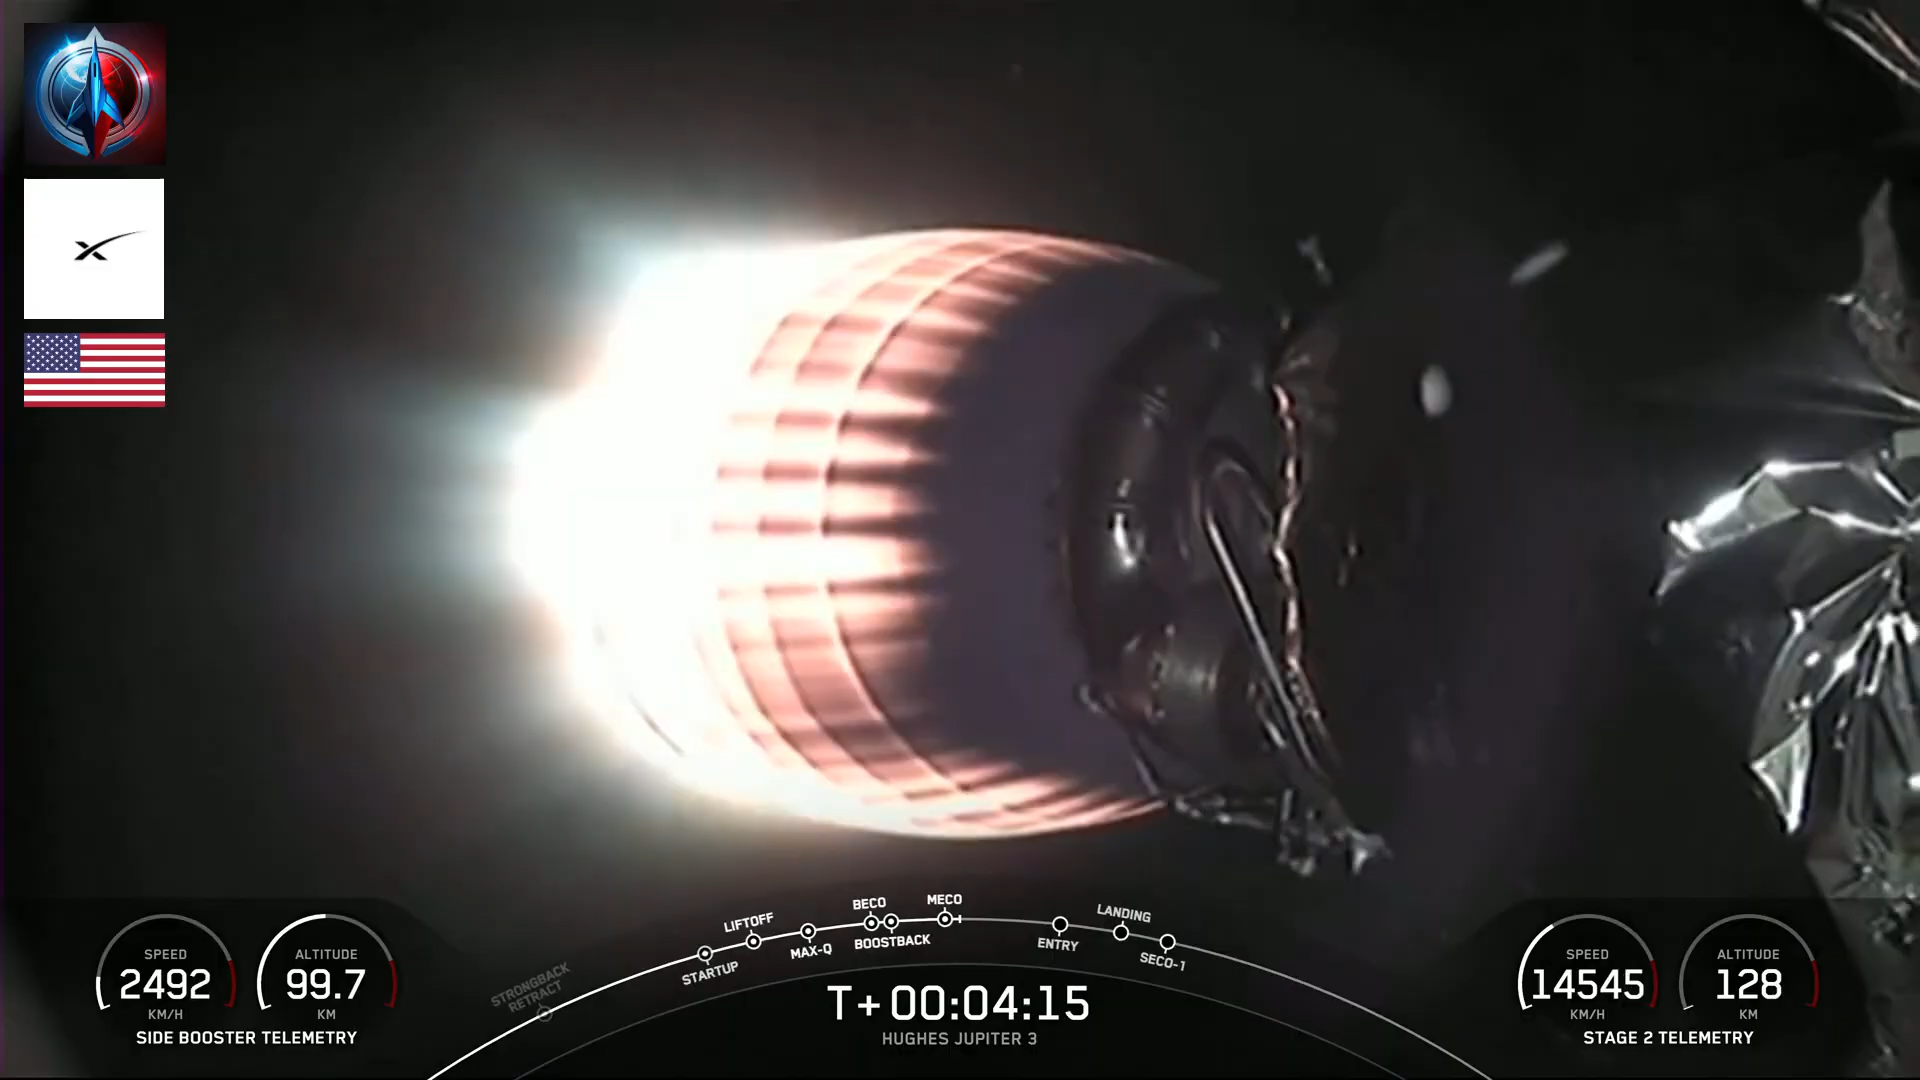 STRONGBACK
RETRACT
STARTUP
LIFTOFF
MAX-Q
BECO
BOOSTBACK
MECO
ENTRY
LANDING
SECO-1
SPEED
2492
KM/H
ALTITUDE
99.7
KM
SIDE BOOSTER TELEMETRY
T+00:04:15
HUGHES JUPITER 3
SPEED
14545
KM/H
ALTITUDE
128
KM
STAGE 2 TELEMETRY